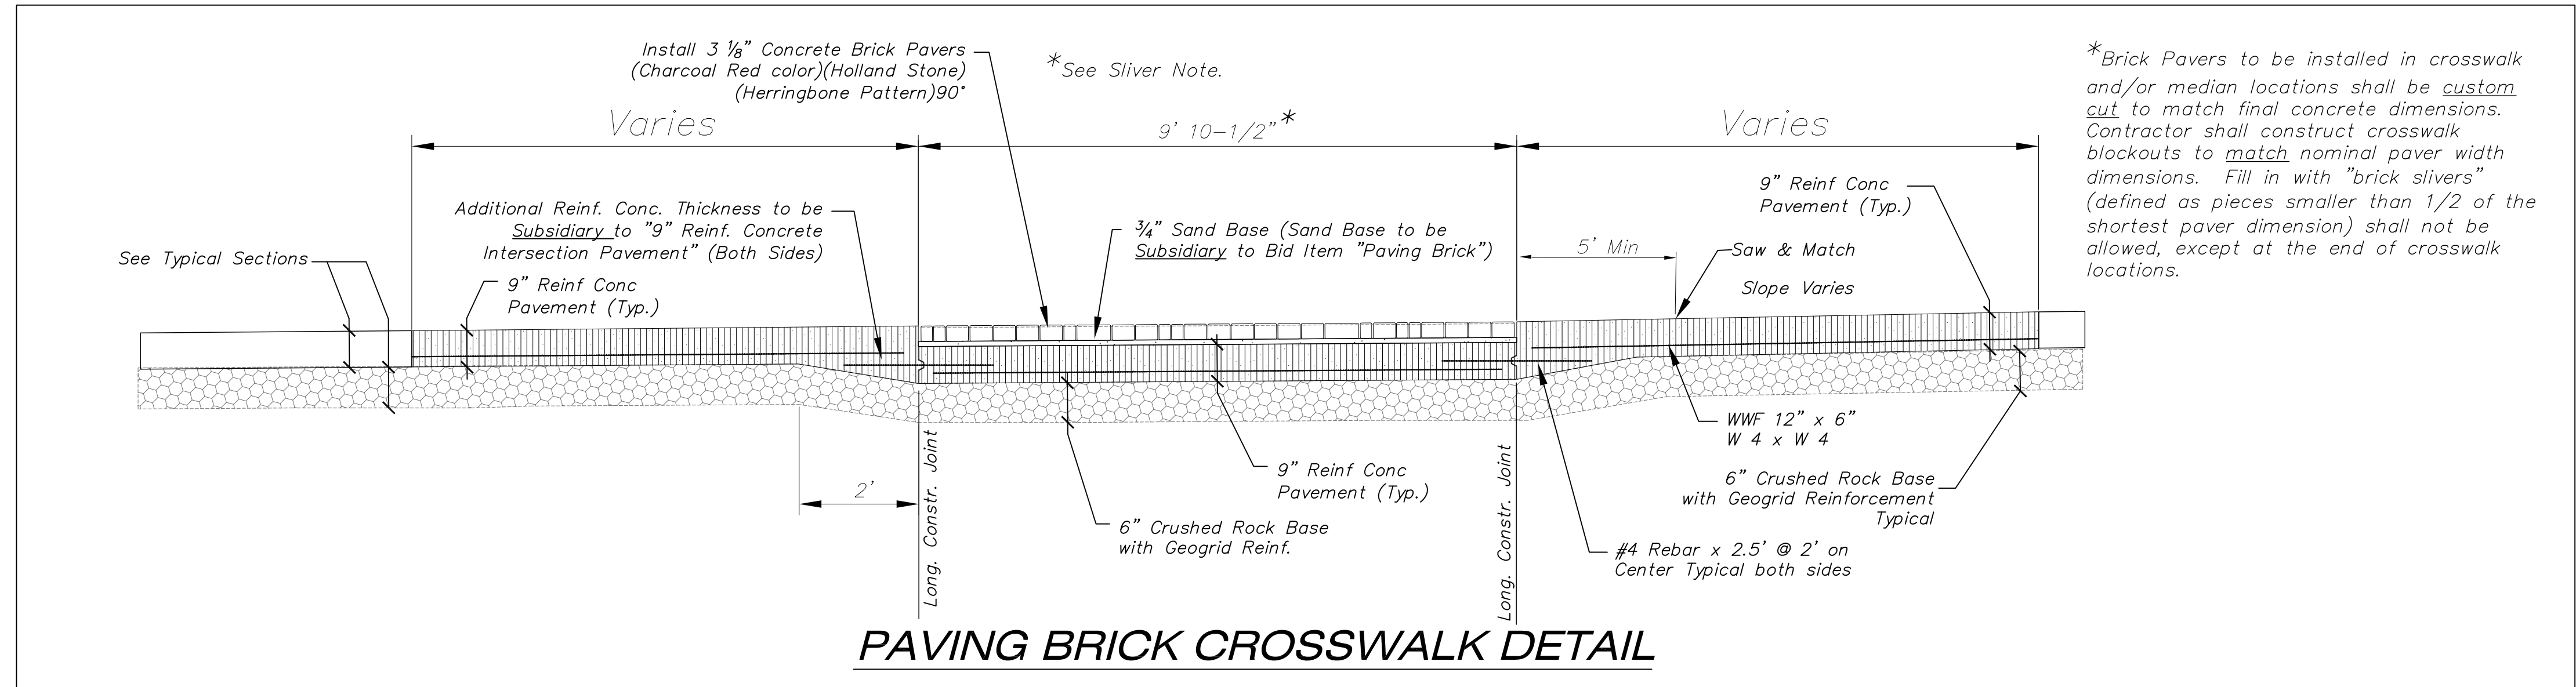 Install 3 ⅛” Concrete Brick Pavers
(Charcoal Red color)(Holland Stone)
(Herringbone Pattern)90°
*See Sliver Note.
*Brick Pavers to be installed in crosswalk
and/or median locations shall be custom
cut to match final concrete dimensions.
Contractor shall construct crosswalk
blockouts to match nominal paver width
dimensions. Fill in with ”brick slivers”
(defined as pieces smaller than 1/2 of the
shortest paver dimension) shall not be
allowed, except at the end of crosswalk
locations.
Varies
9’ 10-1/2”*
Varies
Additional Reinf. Conc. Thickness to be
Subsidiary to ”9” Reinf. Concrete
Intersection Pavement” (Both Sides)
See Typical Sections
9” Reinf Conc
Pavement (Typ.)
¾” Sand Base (Sand Base to be
Subsidiary to Bid Item ”Paving Brick”)
9” Reinf Conc
Pavement (Typ.)
5’ Min
Saw & Match
Slope Varies
WWF 12” x 6”
W 4 x W 4
6” Crushed Rock Base
with Geogrid Reinforcement
Typical
2’
Long. Constr. Joint
9” Reinf Conc
Pavement (Typ.)
6” Crushed Rock Base
with Geogrid Reinf.
Long. Constr. Joint
#4 Rebar x 2.5’ @ 2’ on
Center Typical both sides
PAVING BRICK CROSSWALK DETAIL